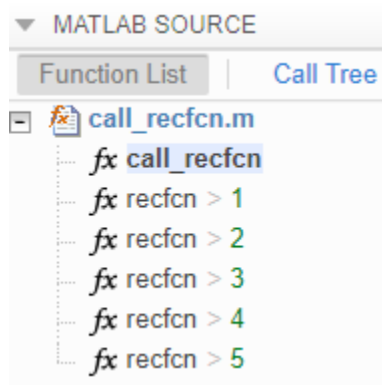 MATLAB SOURCE
Function List Call Tree
call_recfcn.m
fx call_recfcn
fx recfcn > 1
fx recfcn > 2
fx recfcn > 3
fx recfcn > 4
fx recfcn > 5